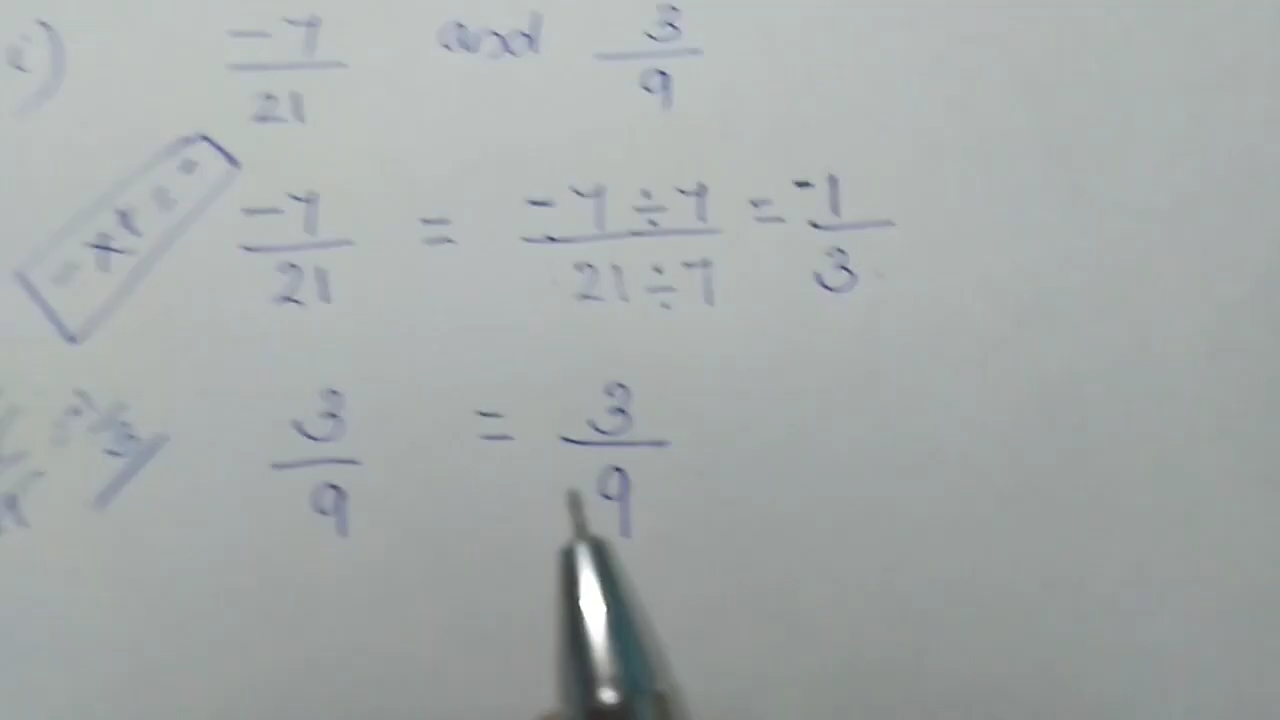 i) -7/21 and 3/9
-7/21 = -7÷7/21÷7 = -1/3
3/9 = 3/9